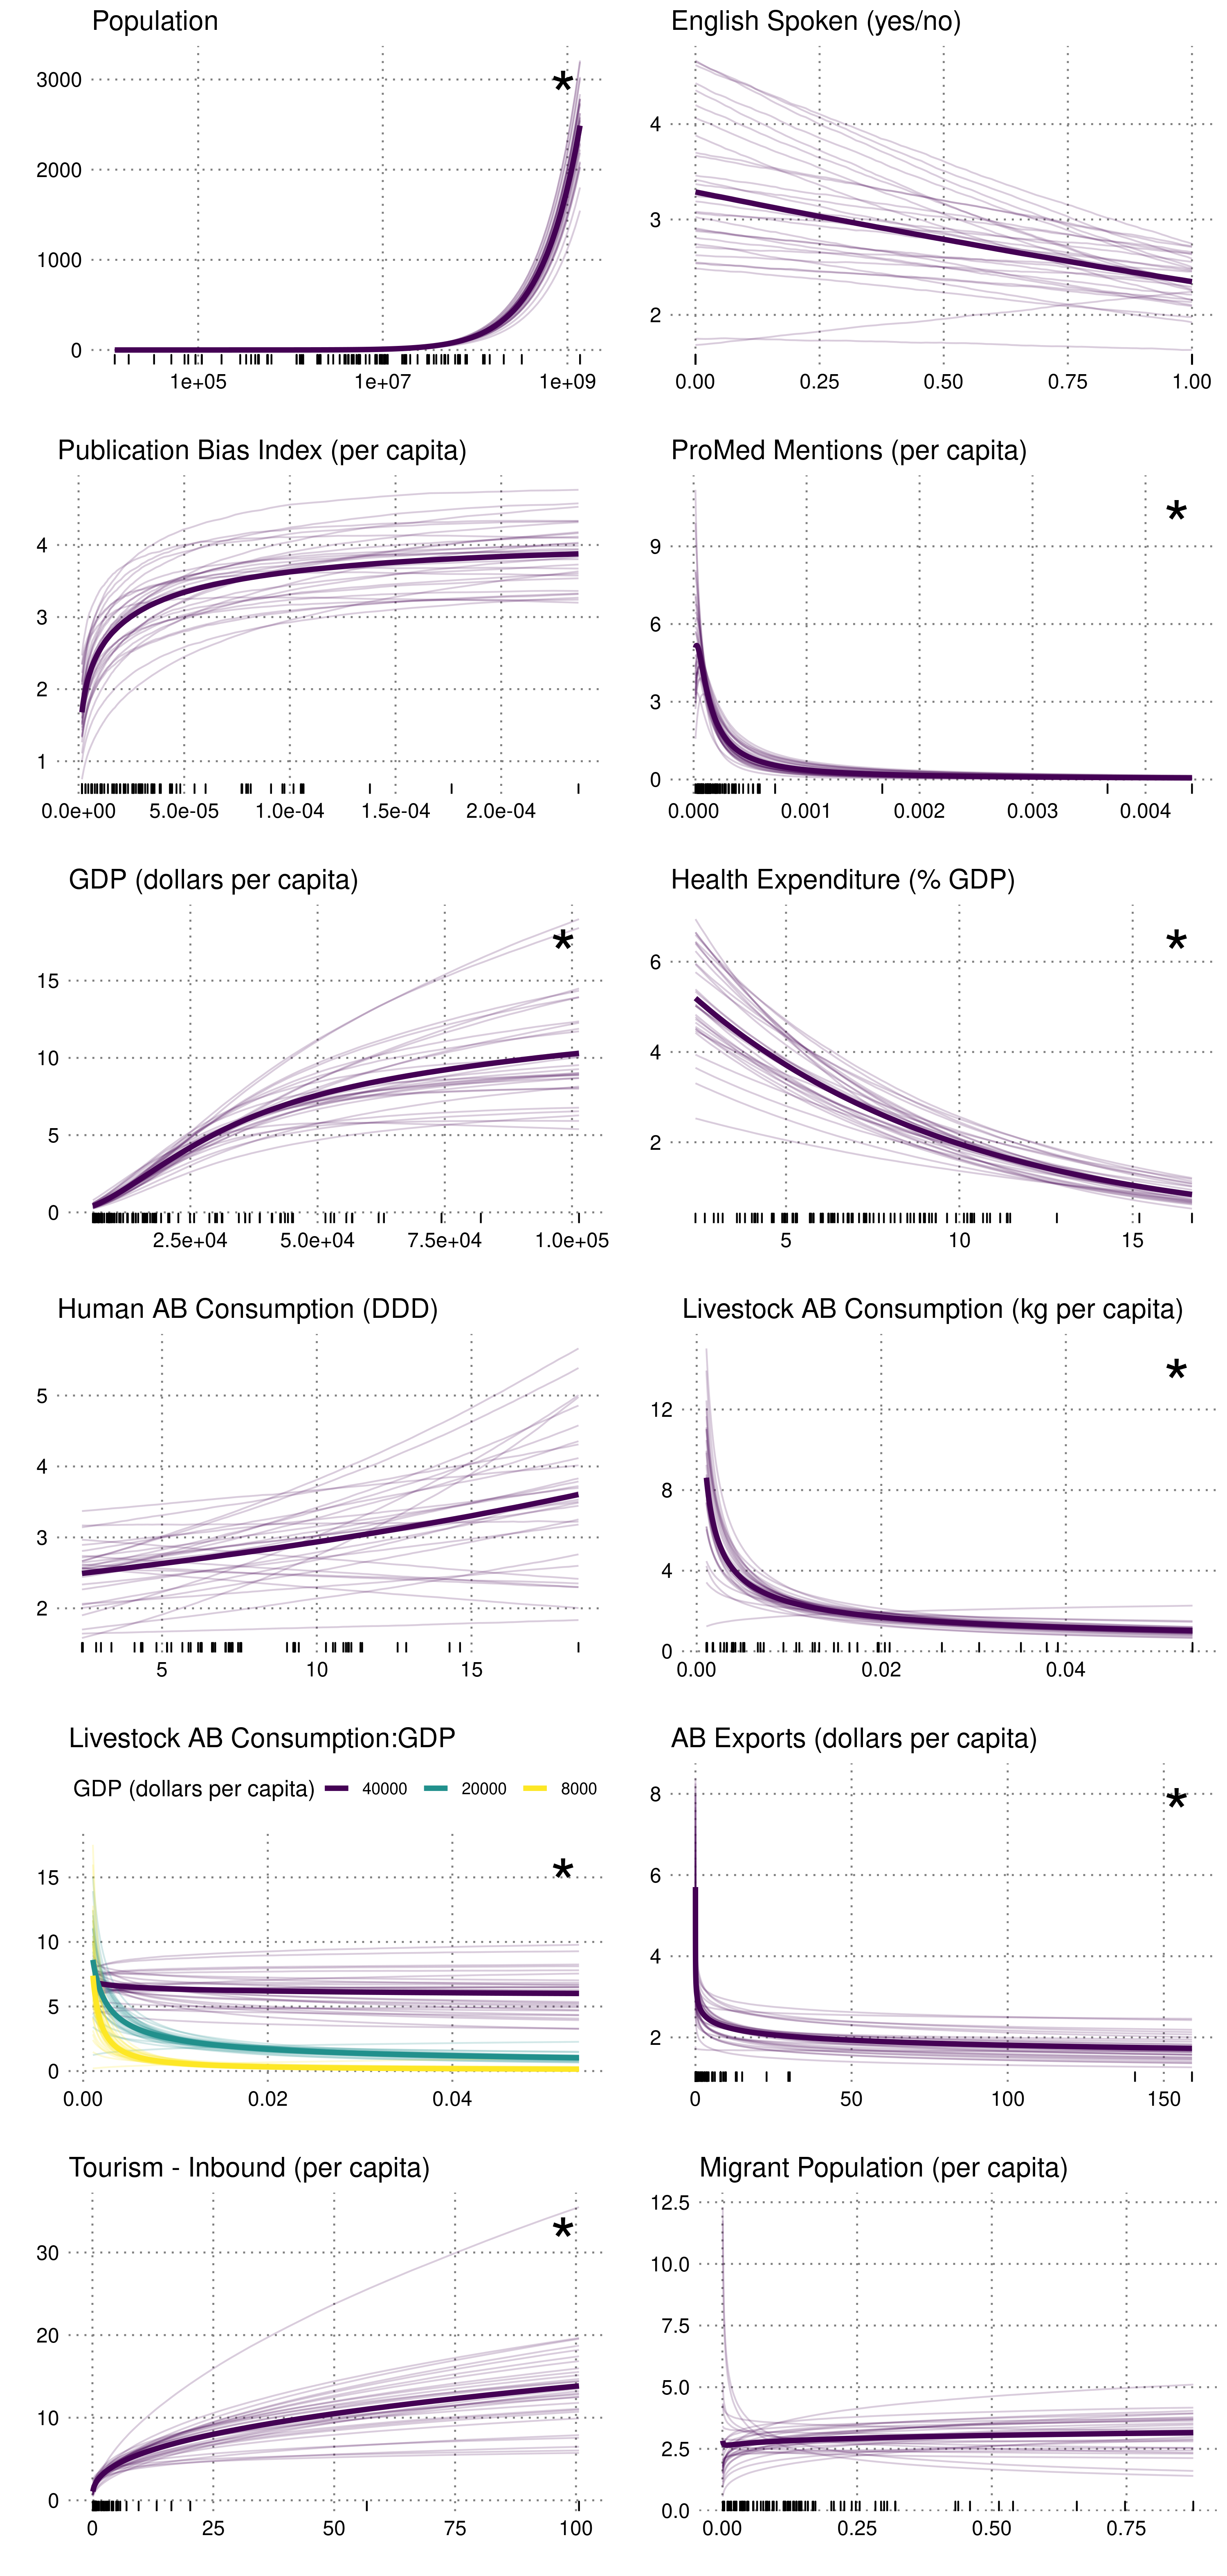 Population
English Spoken (yes/no)
3000
2000
1000
0
*
1e+05 1e+07 1e+09
4
3
2
0.00 0.25 0.50 0.75 1.00
Publication Bias Index (per capita)
ProMed Mentions (per capita)
4
3
2
1
0.0e+00 5.0e-05 1.0e-04 1.5e-04 2.0e-04
*
9
6
3
0
0.000 0.001 0.002 0.003 0.004
GDP (dollars per capita)
Health Expenditure (% GDP)
*
15
10
5
0
2.5e+04 5.0e+04 7.5e+04 1.0e+05
*
6
4
2
5 10 15
Human AB Consumption (DDD)
Livestock AB Consumption (kg per capita)
5
4
3
2
5 10 15
*
12
8
4
0
0.00 0.02 0.04
Livestock AB Consumption:GDP
AB Exports (dollars per capita)
GDP (dollars per capita) 40000 20000 8000
*
15
10
5
0
0.00 0.02 0.04
*
8
6
4
2
0 50 100 150
Tourism - Inbound (per capita)
Migrant Population (per capita)
*
30
20
10
0
0 25 50 75 100
12.5
10.0
7.5
5.0
2.5
0.0
0.00 0.25 0.50 0.75